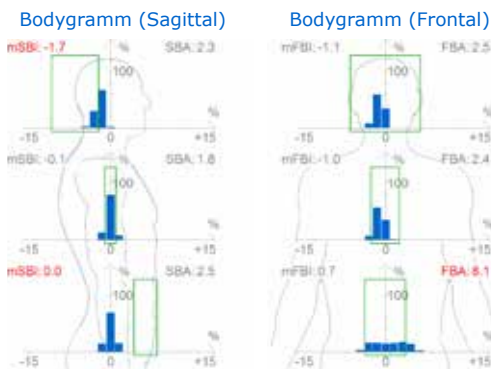 Bodygramm (Sagittal)
Bodygramm (Frontal)
mSBI: -1.7 % SBA: 2.3
100
%
-15 0 +15
mSBI: -0.1 % SBA: 1.8
100
%
-15 0 +15
mSBI: 0.0 % SBA: 2.5
100
%
-15 0 +15
mFBI: -1.1 % FBA: 2.5
100
%
-15 0 +15
mFBI: -1.0 % FBA: 2.4
100
%
-15 0 +15
mFBI: 0.7 % FBA: 8.1
100
%
-15 0 +15